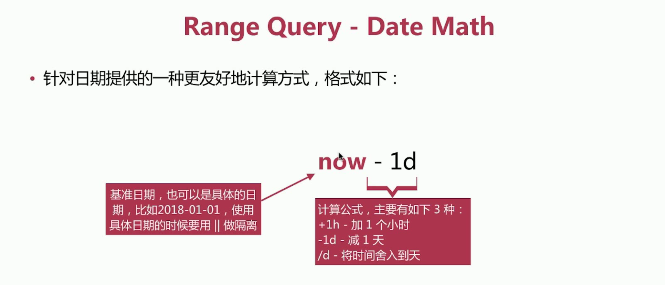 Range Query - Date Math
• 针对日期提供的一种更友好地计算方式，格式如下：
now - 1d
基准日期，也可以是具体的日
期，比如2018-01-01，使用
具体日期的时候要用 || 做隔离
计算公式，主要有如下 3 种：
+1h - 加 1 个小时
-1d - 减 1 天
/d - 将时间舍入到天